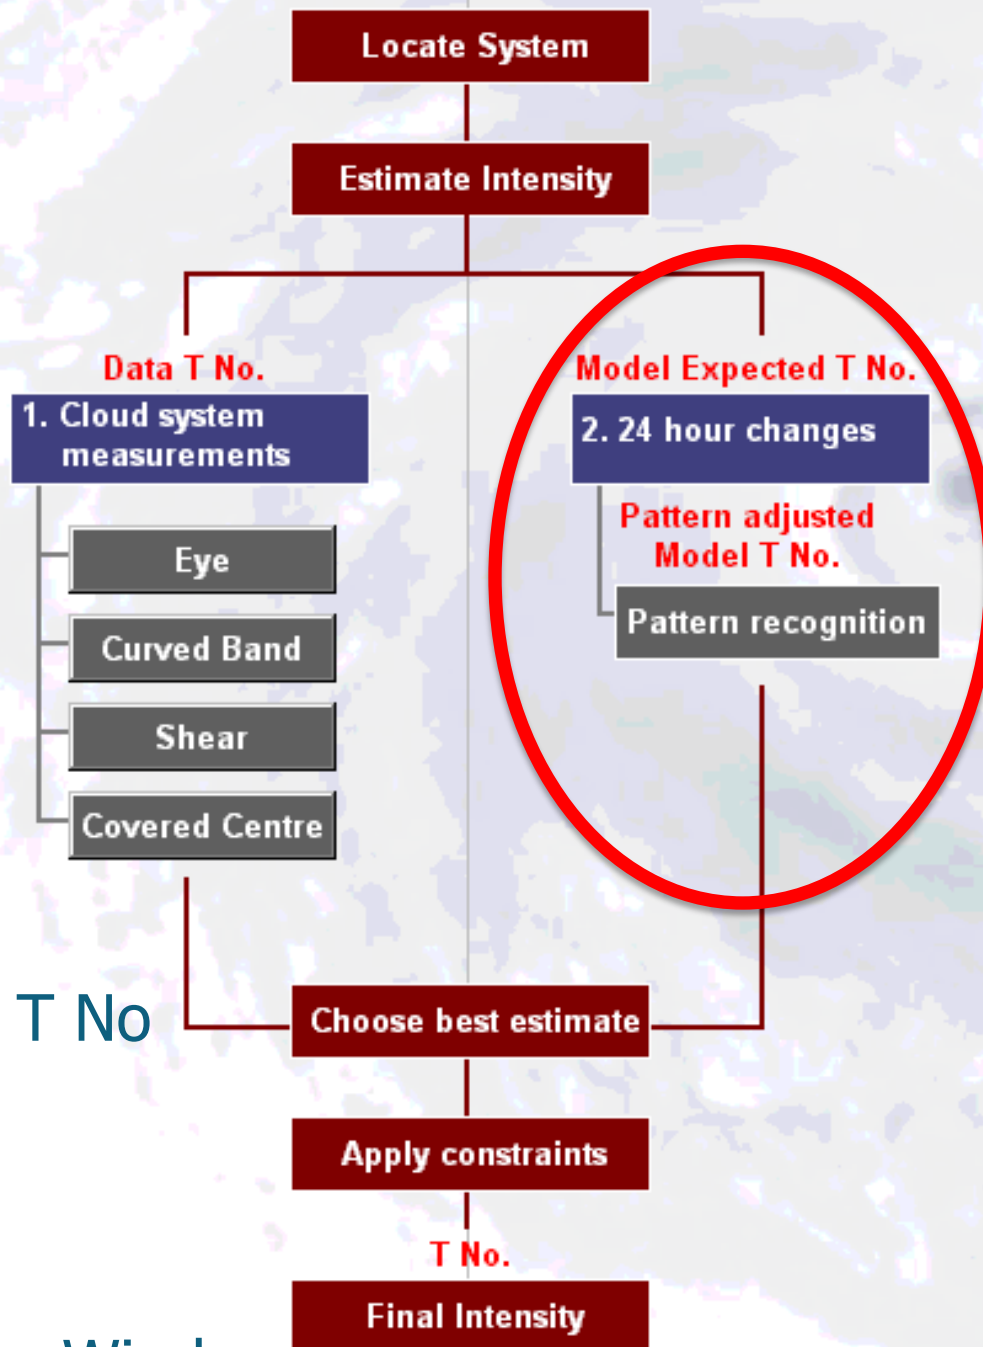 Locate System
Estimate Intensity
Data T No.
1. Cloud system
measurements
Eye
Curved Band
Shear
Covered Centre
Model Expected T No.
2. 24 hour changes
Pattern adjusted
Model T No.
Pattern recognition
T No
Choose best estimate
Apply constraints
T No.
Final Intensity